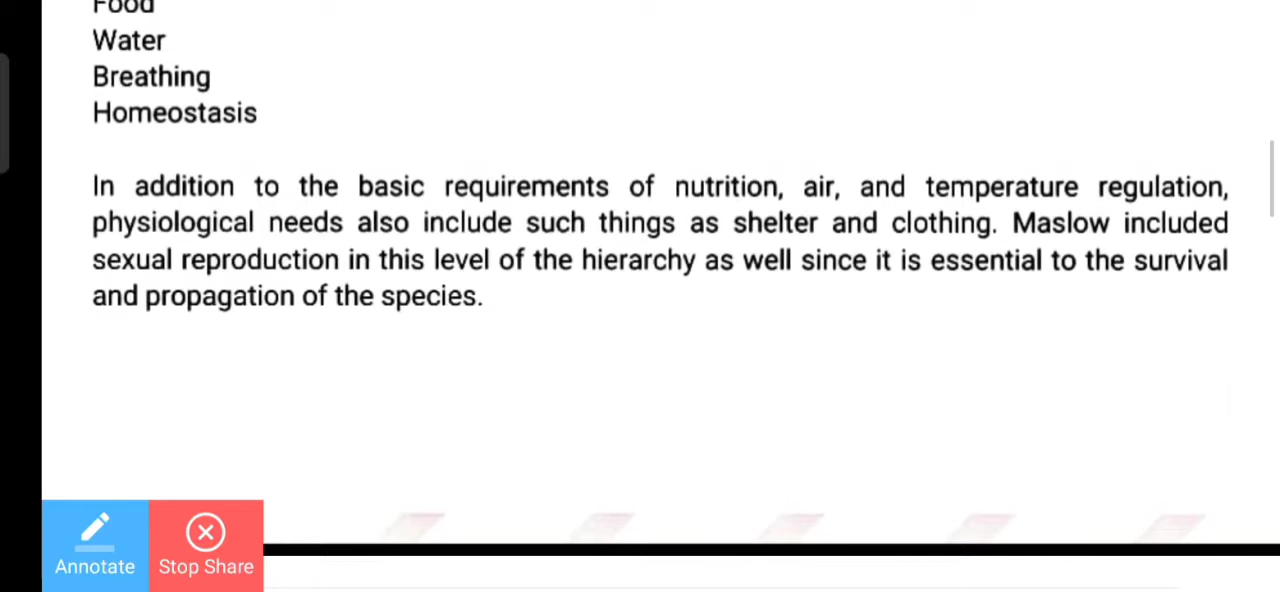 Food
Water
Breathing
Homeostasis
In addition to the basic requirements of nutrition, air, and temperature regulation,
physiological needs also include such things as shelter and clothing. Maslow included
sexual reproduction in this level of the hierarchy as well since it is essential to the survival
and propagation of the species.
Annotate
Stop Share